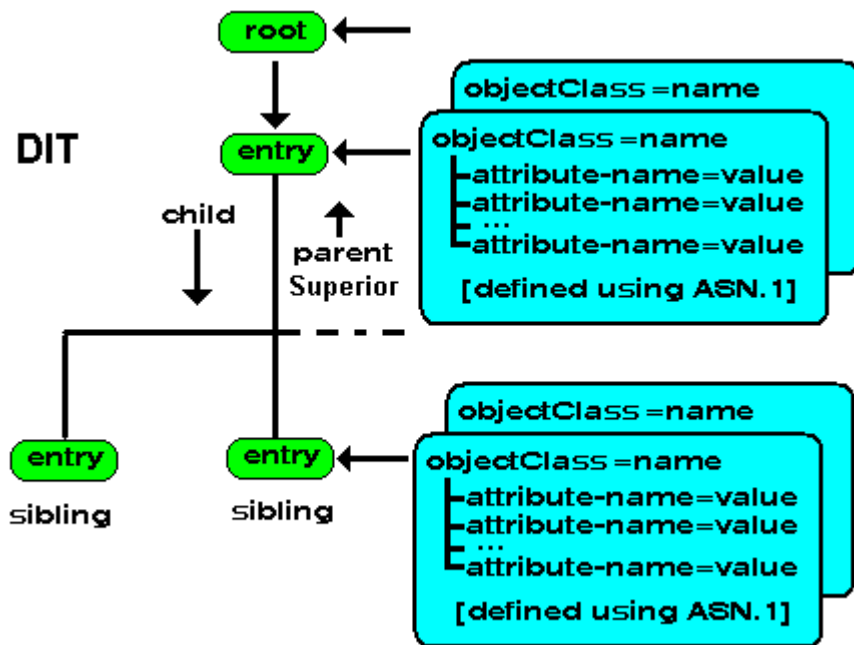 root
objectClass=name
objectClass=name
DIT
entry
attribute-name=value
attribute-name=value
...
attribute-name=value
child
parent
Superior
[defined using ASN.1]
objectClass=name
entry
entry
objectClass=name
attribute-name=value
attribute-name=value
...
attribute-name=value
sibling
sibling
[defined using ASN.1]